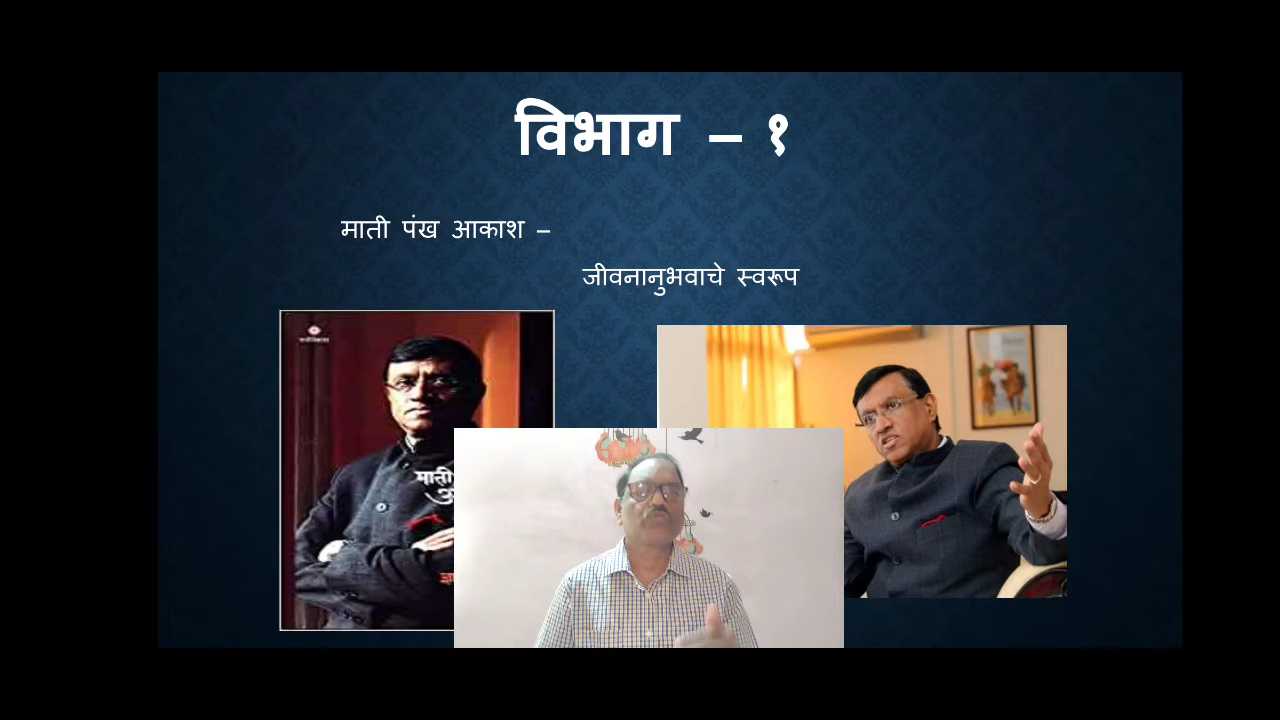 विभाग – १
माती पंख आकाश –
जीवनानुभवाचे स्वरूप
माती